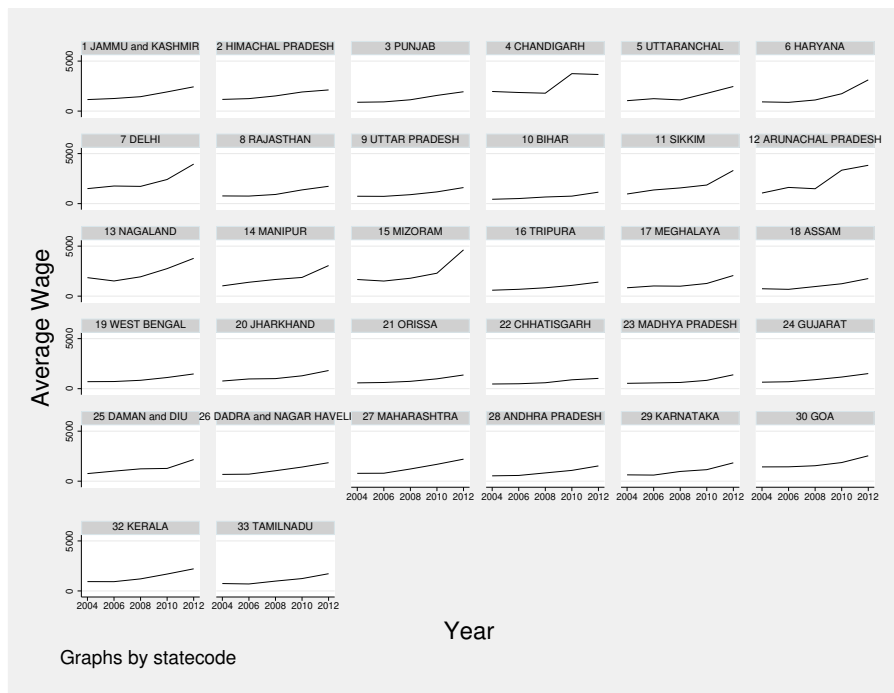 1 JAMMU and KASHMIR 2 HIMACHAL PRADESH 3 PUNJAB 4 CHANDIGARH 5 UTTARANCHAL 6 HARYANA
5000
0
7 DELHI 8 RAJASTHAN 9 UTTAR PRADESH 10 BIHAR 11 SIKKIM 12 ARUNACHAL PRADESH
5000
0
13 NAGALAND 14 MANIPUR 15 MIZORAM 16 TRIPURA 17 MEGHALAYA 18 ASSAM
5000
0
19 WEST BENGAL 20 JHARKHAND 21 ORISSA 22 CHHATISGARH 23 MADHYA PRADESH 24 GUJARAT
5000
0
25 DAMAN and DIU 26 DADRA and NAGAR HAVELI 27 MAHARASHTRA 28 ANDHRA PRADESH 29 KARNATAKA 30 GOA
5000
0
2004 2006 2008 2010 2012 2004 2006 2008 2010 2012 2004 2006 2008 2010 2012 2004 2006 2008 2010 2012
32 KERALA 33 TAMILNADU
5000
0
2004 2006 2008 2010 2012 2004 2006 2008 2010 2012
Average Wage
Year
Graphs by statecode